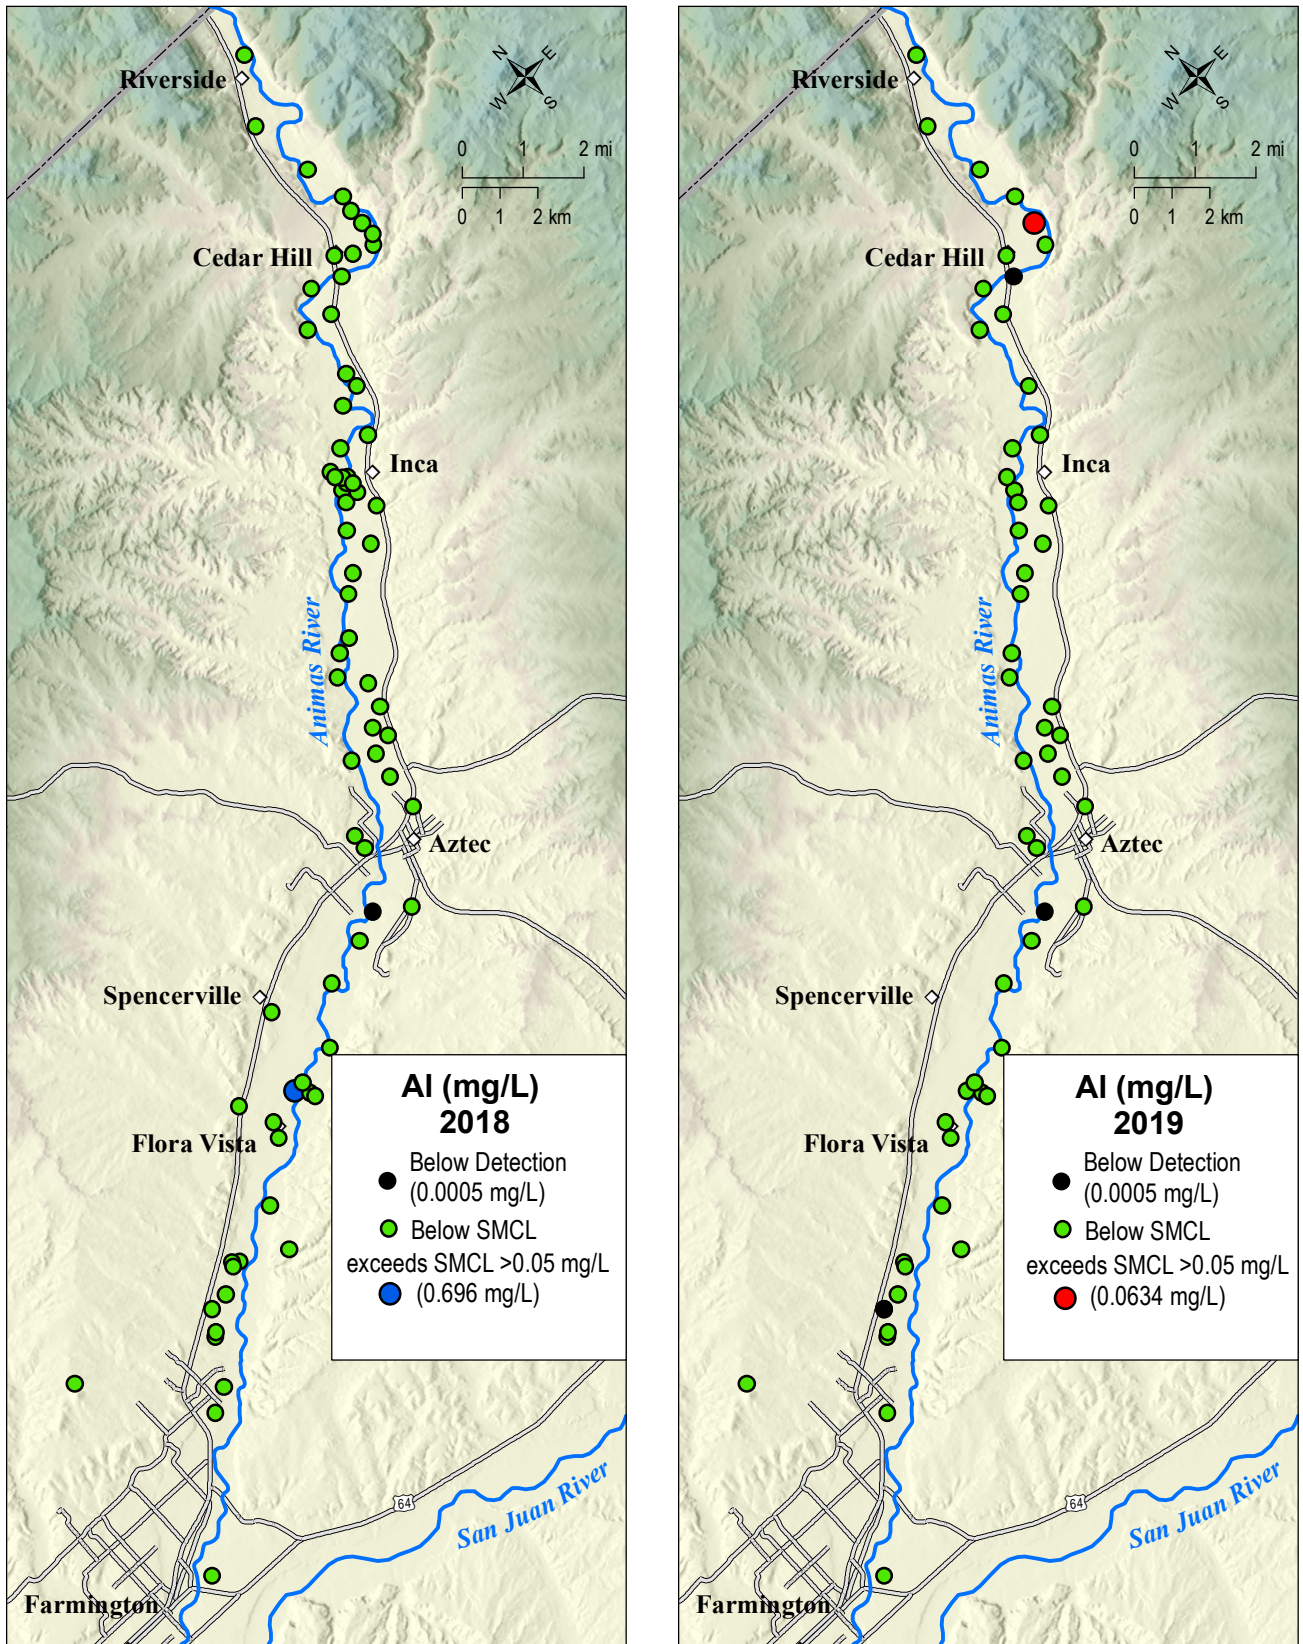 N
E
W
S
Riverside
0 1 2 mi
0 1 2 km
Cedar Hill
Inca
Animas River
Aztec
Spencerville
Al (mg/L)
2018
Below Detection
(0.0005 mg/L)
Below SMCL
exceeds SMCL >0.05 mg/L
(0.696 mg/L)
Flora Vista
64
San Juan River
Farmington
N
E
W
S
Riverside
0 1 2 mi
0 1 2 km
Cedar Hill
Inca
Animas River
Aztec
Spencerville
Al (mg/L)
2019
Below Detection
(0.0005 mg/L)
Below SMCL
exceeds SMCL >0.05 mg/L
(0.0634 mg/L)
Flora Vista
64
San Juan River
Farmington